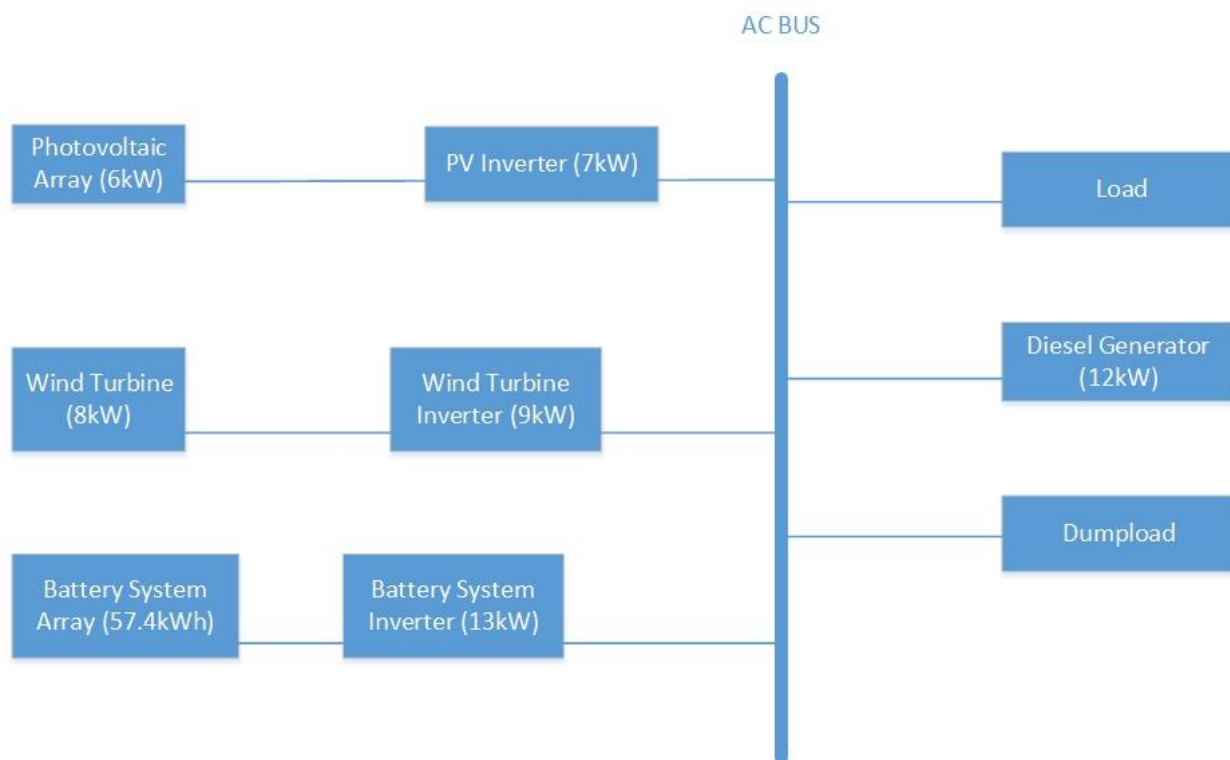 AC BUS
Photovoltaic
Array (6kW)
PV Inverter (7kW)
Load
Wind Turbine
(8kW)
Wind Turbine
Inverter (9kW)
Diesel Generator
(12kW)
Battery System
Array (57.4kWh)
Battery System
Inverter (13kW)
Dumpload